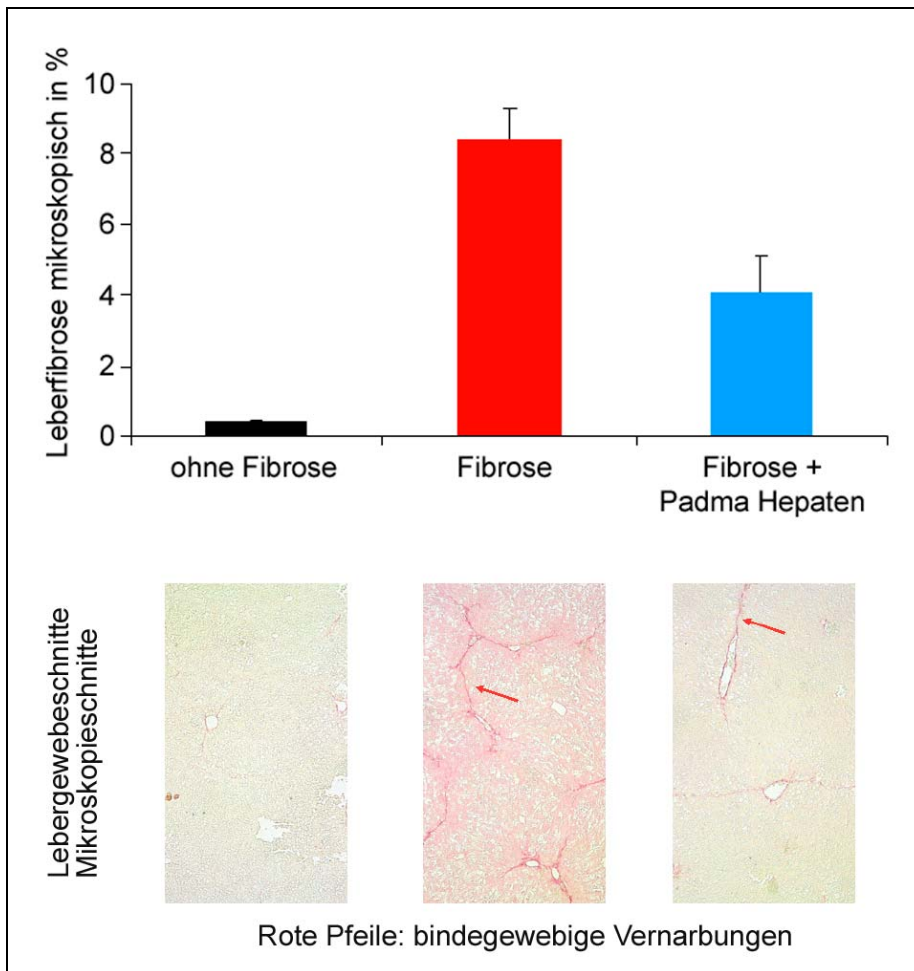 Leberfibrose mikroskopisch in %
10
8
6
4
2
0
ohne Fibrose
Fibrose
Fibrose +
Padma Hepaten
Lebergewebeschnitte
Mikroskopieschnitte
Rote Pfeile: bindegewebige Vernarbungen